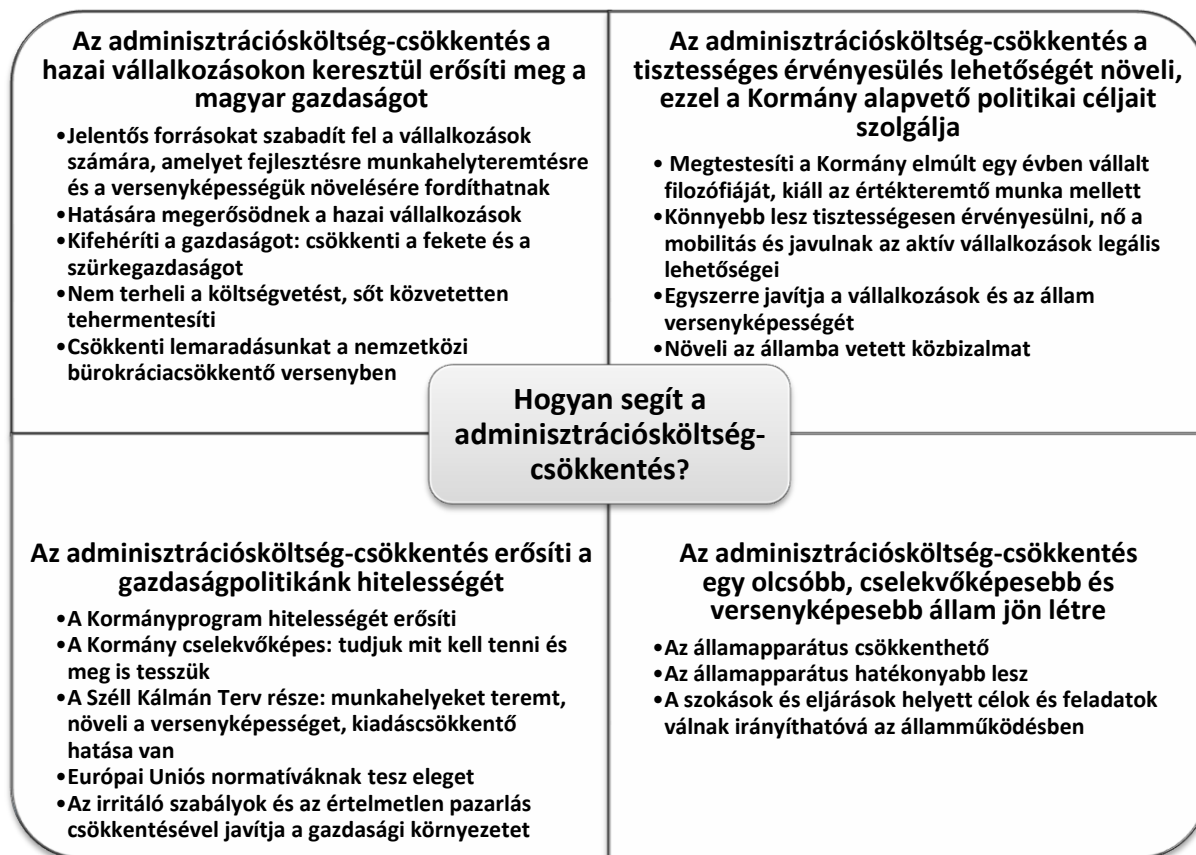 Az adminisztrációsköltség-csökkentés a
hazai vállalkozásokon keresztül erősíti meg a
magyar gazdaságot
•Jelentős forrásokat szabadít fel a vállalkozások
számára, amelyet fejlesztésre munkahelyteremtésre
és a versenyképességük növelésére fordíthatnak
•Hatására megerősödnek a hazai vállalkozások
•Kifehéríti a gazdaságot: csökkenti a fekete és a
szürkegazdaságot
•Nem terheli a költségvetést, sőt közvetetten
tehermentesíti
•Csökkenti lemaradásunkat a nemzetközi
bürokráciacsökkentő versenyben
Az adminisztrációsköltség-csökkentés a
tisztességes érvényesülés lehetőségét növeli,
ezzel a Kormány alapvető politikai céljait
szolgálja
• Megtestesíti a Kormány elmúlt egy évben vállalt
filozófiáját, kiáll az értékteremtő munka mellett
•Könnyebb lesz tisztességesen érvényesülni, nő a
mobilitás és javulnak az aktív vállalkozások legális
lehetőségei
•Egyszerre javítja a vállalkozások és az állam
versenyképességét
•Növeli az államba vetett közbizalmat
Hogyan segít a
adminisztrációsköltség-
csökkentés?
Az adminisztrációsköltség-csökkentés erősíti a
gazdaságpolitikánk hitelességét
•A Kormányprogram hitelességét erősíti
•A Kormány cselekvőképes: tudjuk mit kell tenni és
meg is tesszük
•A Széll Kálmán Terv része: munkahelyeket teremt,
növeli a versenyképességet, kiadáscsökkentő
hatása van
•Európai Uniós normatíváknak tesz eleget
•Az irritáló szabályok és az értelmetlen pazarlás
csökkentésével javítja a gazdasági környezetet
Az adminisztrációsköltség-csökkentés
egy olcsóbb, cselekvőképesebb és
versenyképesebb állam jön létre
•Az államapparátus csökkenthető
•Az államapparátus hatékonyabb lesz
•A szokások és eljárások helyett célok és feladatok
válnak irányíthatóvá az államműködésben